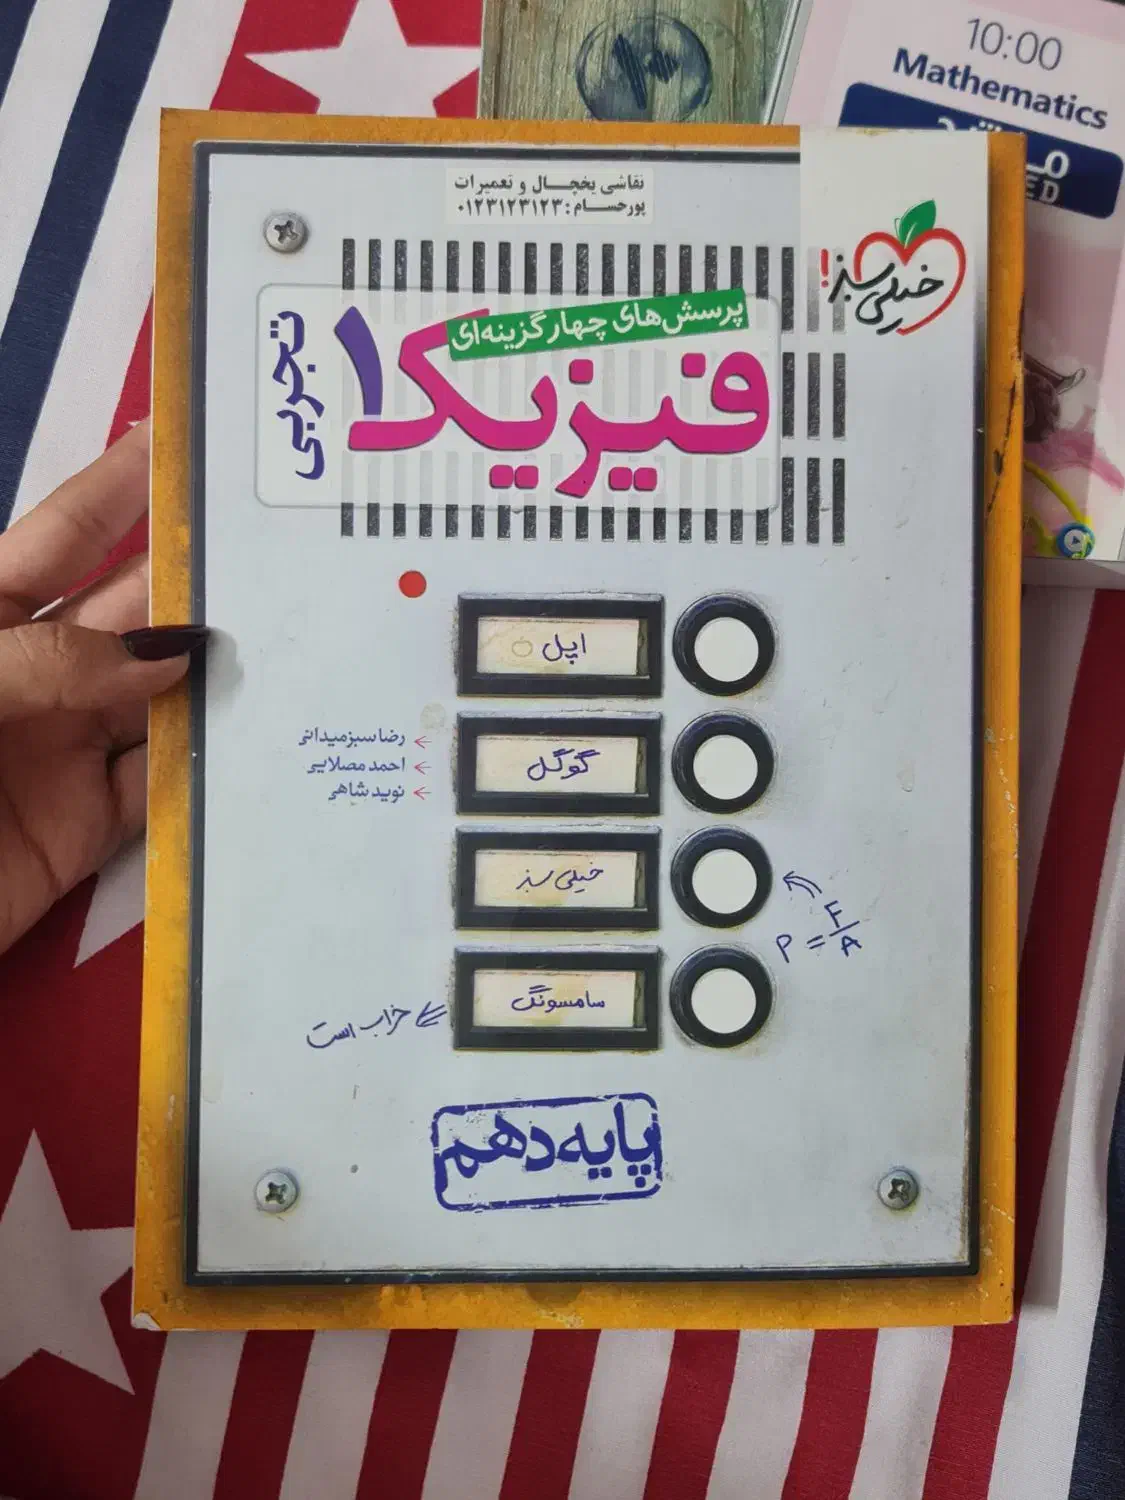 10:00
Mathematics
نقاشی یخچال و تعمیرات
پورحسام: ۰۱۲۳۱۲۳۱۲۳
خیلی سبز!
پرسش‌های چهارگزینه‌ای
فیزیک ۱
تجربی
اپل
گوگل
خیلی سبز
سامسونگ
رضا سبزمیدانی
احمد مصلایی
نوید شاهی
P = F/A
خراب است
پایه دهم